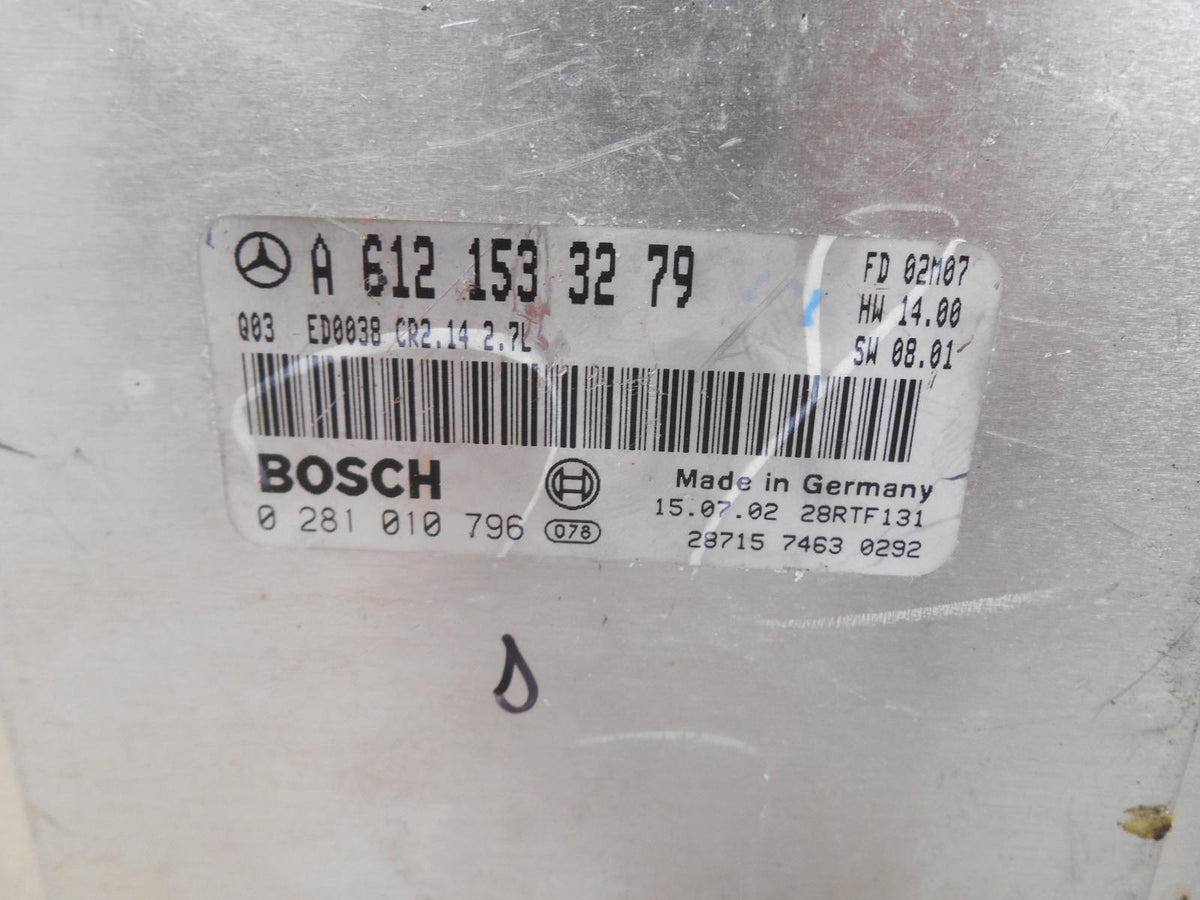 A 612 153 32 79
FD 02M07
HW 14.00
SW 08.01
Q03 ED0038 CR2.14 2.7L
BOSCH
0 281 010 796 078
Made in Germany
15.07.02 28RTF131
28715 7463 0292